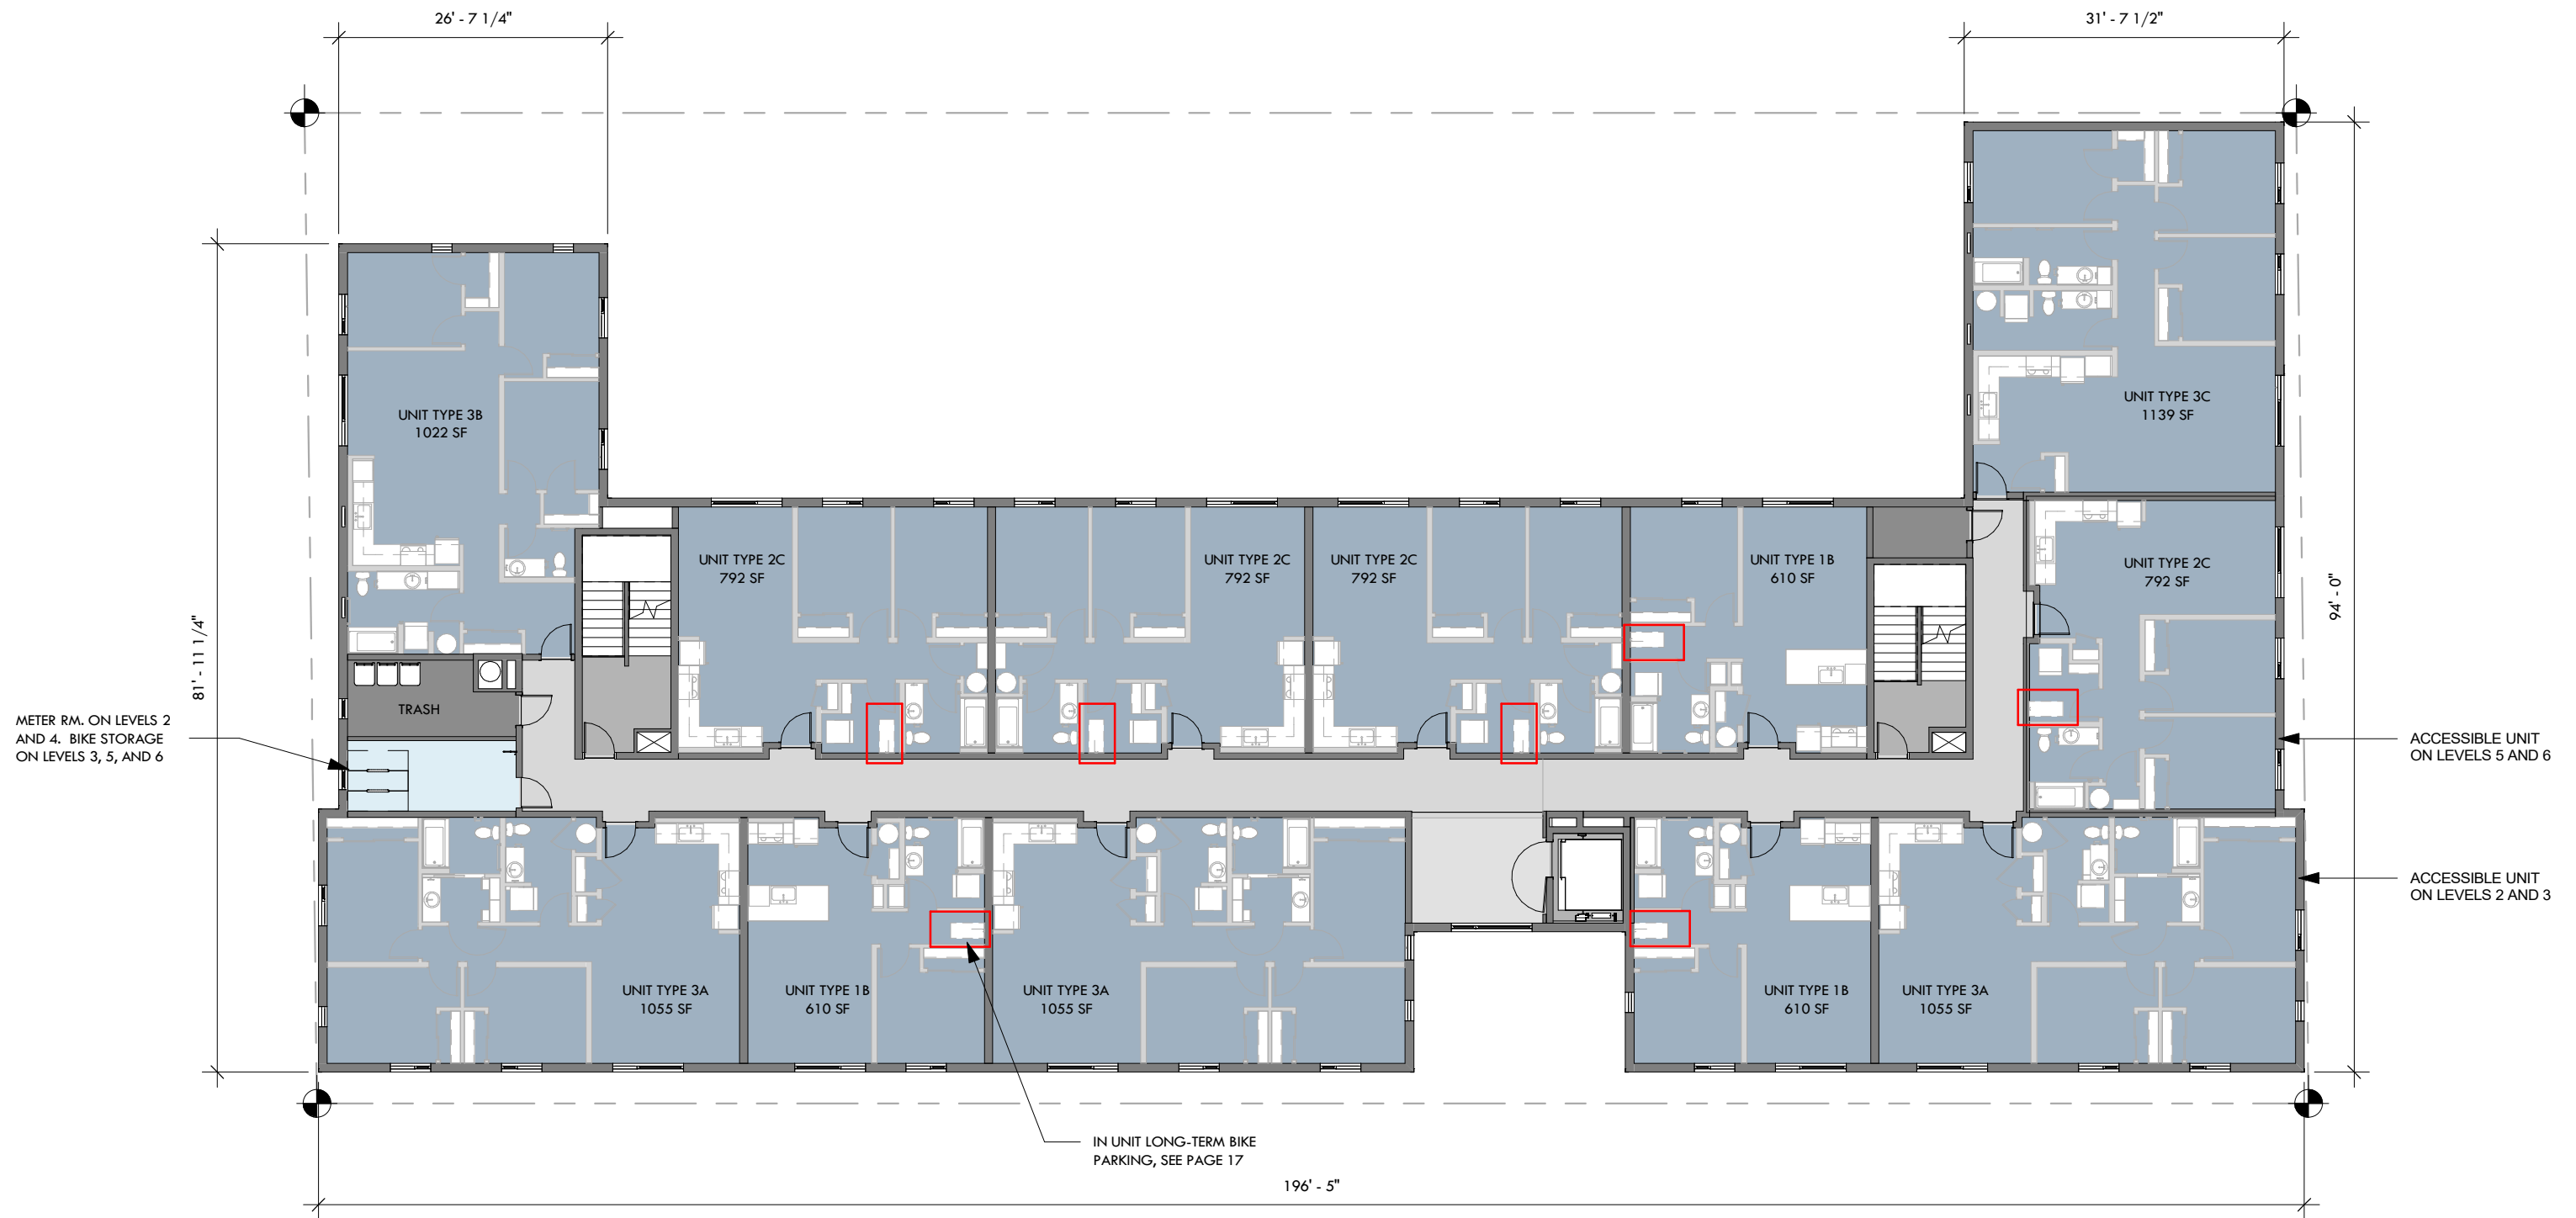 26' - 7 1/4"
31' - 7 1/2"
UNIT TYPE 3B
1022 SF
UNIT TYPE 3C
1139 SF
UNIT TYPE 2C
792 SF
UNIT TYPE 2C
792 SF
UNIT TYPE 2C
792 SF
UNIT TYPE 1B
610 SF
UNIT TYPE 2C
792 SF
81' - 11 1/4"
94' - 0"
TRASH
METER RM. ON LEVELS 2
AND 4. BIKE STORAGE
ON LEVELS 3, 5, AND 6
ACCESSIBLE UNIT
ON LEVELS 5 AND 6
ACCESSIBLE UNIT
ON LEVELS 2 AND 3
UNIT TYPE 3A
1055 SF
UNIT TYPE 1B
610 SF
UNIT TYPE 3A
1055 SF
UNIT TYPE 1B
610 SF
UNIT TYPE 3A
1055 SF
IN UNIT LONG-TERM BIKE
PARKING, SEE PAGE 17
196' - 5"